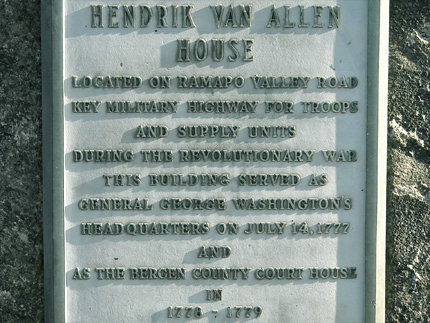 HENDRIK VAN ALLEN
HOUSE
LOCATED ON RAMAPO VALLEY ROAD
KEY MILITARY HIGHWAY FOR TROOPS
AND SUPPLY UNITS
DURING THE REVOLUTIONARY WAR
THIS BUILDING SERVED AS
GENERAL GEORGE WASHINGTON'S
HEADQUARTERS ON JULY 14, 1777
AND
AS THE BERGEN COUNTY COURT HOUSE
IN
1778 - 1779